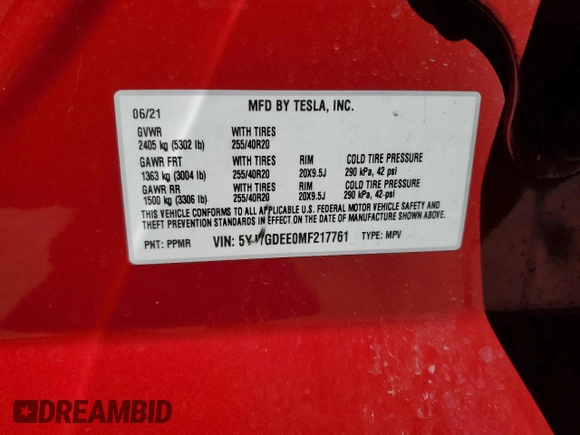 06/21
MFD BY TESLA, INC.
GVWR WITH TIRES
2405 kg (5302 lb) 255/40R20
GAWR FRT WITH TIRES RIM COLD TIRE PRESSURE
1363 kg (3004 lb) 255/40R20 20X9.5J 290 kPa, 42 psi
GAWR RR WITH TIRES RIM COLD TIRE PRESSURE
1500 kg (3306 lb) 255/40R20 20X9.5J 290 kPa, 42-psi
THIS VEHICLE CONFORMS TO ALL APPLICABLE U.S. FEDERAL MOTOR VEHICLE SAFETY AND
THEFT PREVENTION STANDARDS IN EFFECT ON THE DATE OF MANUFACTURE SHOWN ABOVE.
PNT: PPMR VIN: 5YJYGDEE0MF217761 TYPE: MPV
DREAMBID